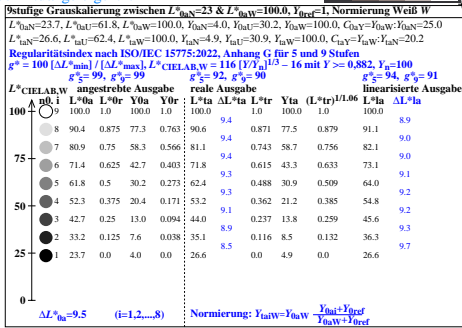 9stufige Grauskalierung zwischen L*0aN=23 & L*0aW=100.0, Y0ref=1, Normierung Weiß W
L*0aN=23.7, L*0aU=61.8, L*0aW=100.0, Y0aN=4.0, Y0aU=30.2, Y0aW=100.0, C0aY=Y0aW:Y0aN=25.0
L*taN=26.6, L*taU=62.4, L*taW=100.0, YtaN=4.9, YtaU=30.9, YtaW=100.0, CtaY=YtaW:YtaN=20.2
Regularitätsindex nach ISO/IEC 15775:2022, Anhang G für 5 und 9 Stufen
g* = 100 [ΔL*min] / [ΔL*max], L*CIELAB,W = 116 [Y/Yn]1/3 − 16 mit Y >= 0.882, Yn=100
g*5= 99, g*9= 99 g*5= 92, g*9= 90 g*5= 94, g*9= 91
L*CIELAB,W angestrebte Ausgabe reale Ausgabe linearisierte Ausgabe
n0. i L*0a L*0r Y0a Y0r L*ta ΔL*ta L*tr Yta (L*tr)1/1.06 L*la ΔL*la
100 9 100.0 1.0 100.0 1.0 100.0 1.0 100.0 1.0 100.0
9.4 8.9
8 90.4 0.875 77.3 0.763 90.6 0.871 77.5 0.879 91.1
9.4 9.0
75 7 80.9 0.75 58.3 0.566 81.1 0.743 58.7 0.756 82.1
9.4 9.0
6 71.4 0.625 42.7 0.403 71.8 0.615 43.3 0.633 73.1
9.3 9.1
5 61.8 0.5 30.2 0.273 62.4 0.488 30.9 0.509 64.0
9.3 9.2
50 4 52.3 0.375 20.4 0.171 53.2 0.362 21.2 0.385 54.8
9.1 9.2
3 42.7 0.25 13.0 0.094 44.0 0.237 13.8 0.259 45.6
8.9 9.3
2 33.2 0.125 7.6 0.038 35.1 0.116 8.5 0.132 36.3
8.5 9.7
25 1 23.7 0.0 4.0 0.0 26.6 0.0 4.9 0.0 26.6
0
ΔL*0a=9.5 (i=1,2,...,8) Normierung: YtaiW=Y0aW Y0ai+Y0ref
Y0aW+Y0ref